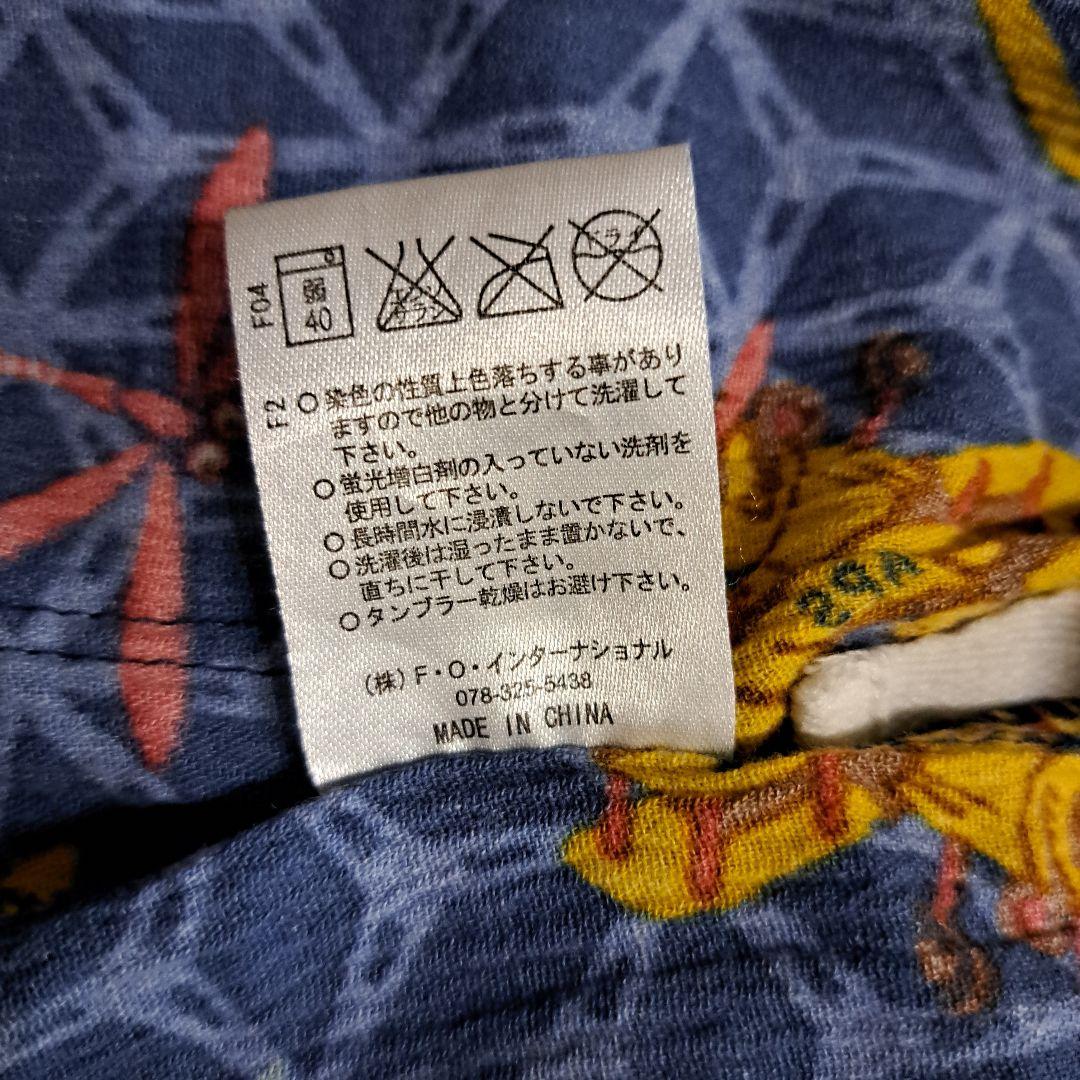 F04
弱
40
エンソ
サラシ
ドライ
F2
○染色の性質上色落ちする事があり
ますので他の物と分けて洗濯して
下さい。
○蛍光増白剤の入っていない洗剤を
使用して下さい。
○長時間水に浸漬しないで下さい。
○洗濯後は湿ったまま置かないで、
直ちに干して下さい。
○タンブラー乾燥はお避け下さい。
(株)F・O・インターナショナル
078-325-5438
MADE IN CHINA